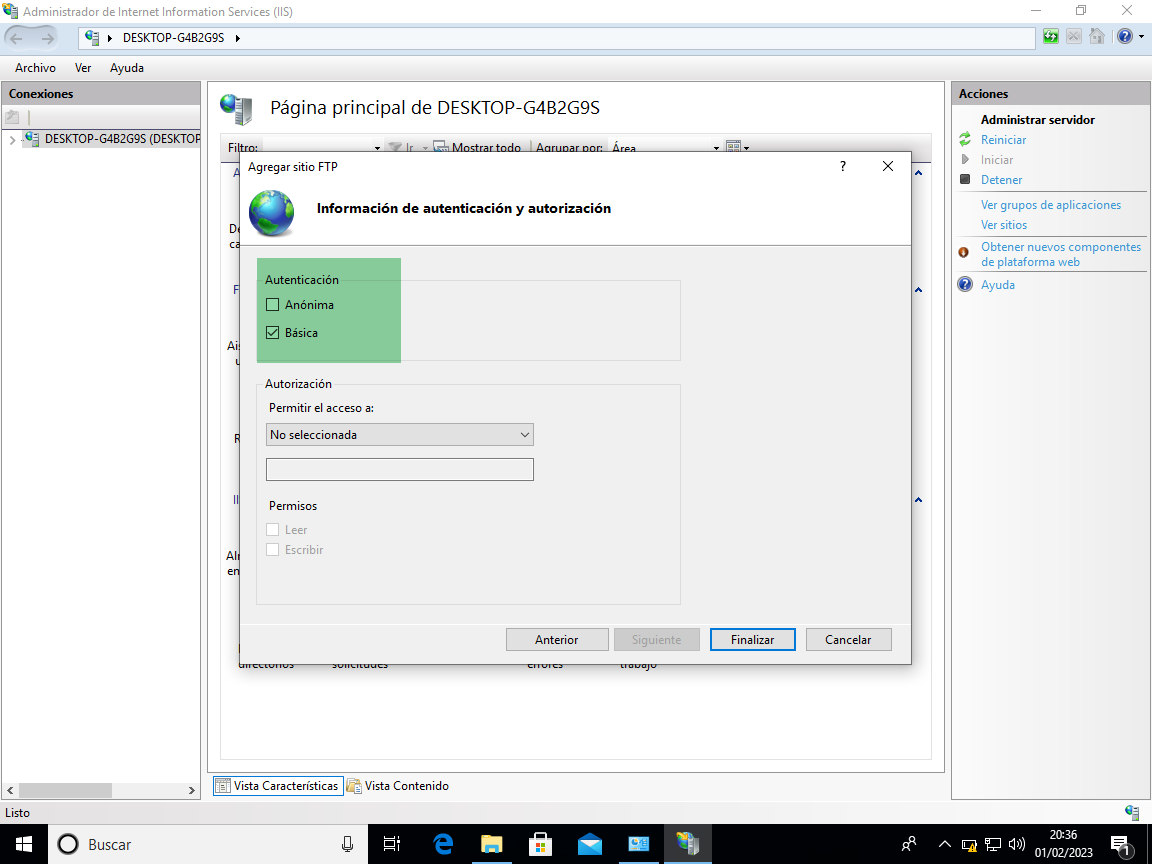 Administrador de Internet Information Services (IIS)
DESKTOP-G4B2G9S
Archivo Ver Ayuda
Conexiones
DESKTOP-G4B2G9S (DESKTOP
Página principal de DESKTOP-G4B2G9S
Filtro: Ir Mostrar todo Agrupar por: Área
Agregar sitio FTP
?
Información de autenticación y autorización
Autenticación
Anónima
Básica
Autorización
Permitir el acceso a:
No seleccionada
Permisos
Leer
Escribir
Anterior Siguiente Finalizar Cancelar
directorios solicitudes errores trabajo
Vista Características Vista Contenido
Acciones
Administrar servidor
Reiniciar
Iniciar
Detener
Ver grupos de aplicaciones
Ver sitios
Obtener nuevos componentes
de plataforma web
Ayuda
Listo
Buscar
20:36
01/02/2023
1